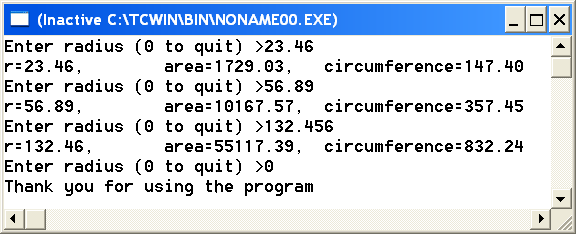 (Inactive C:\TCWIN\BIN\NONAME00.EXE)
Enter radius (0 to quit) >23.46
r=23.46,        area=1729.03,   circumference=147.40
Enter radius (0 to quit) >56.89
r=56.89,        area=10167.57,  circumference=357.45
Enter radius (0 to quit) >132.456
r=132.46,       area=55117.39,  circumference=832.24
Enter radius (0 to quit) >0
Thank you for using the program